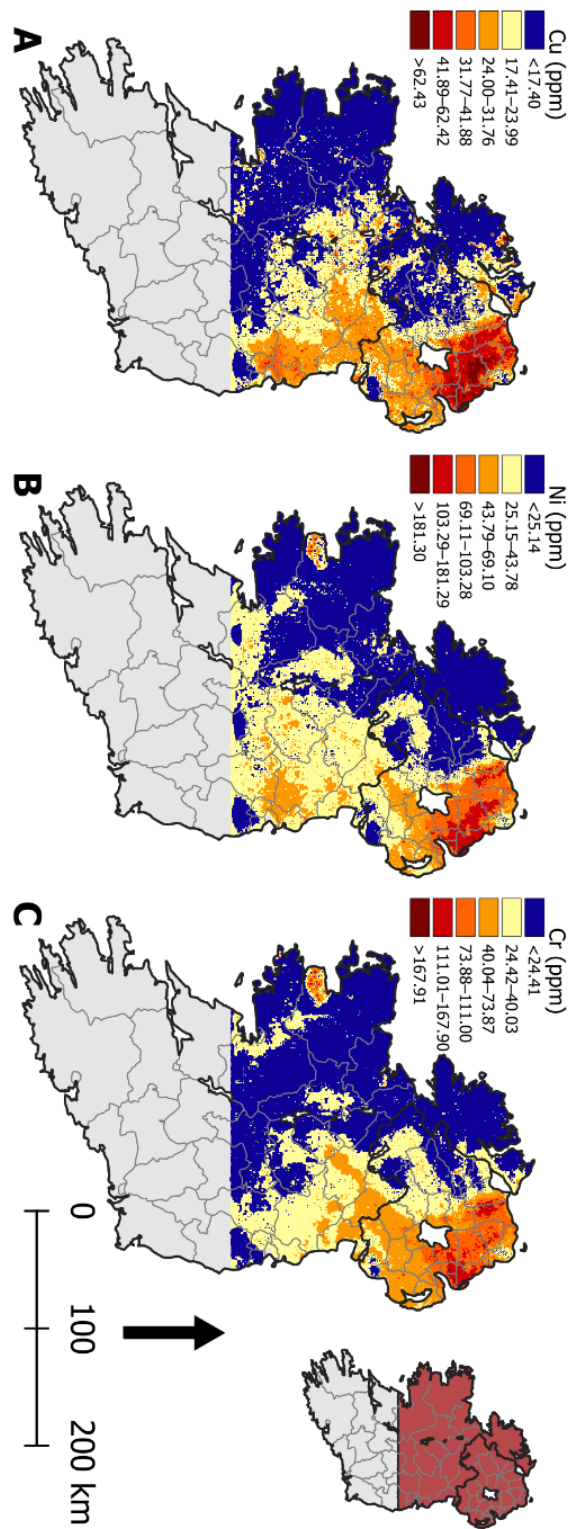 Cu (ppm)
<17.40
17.41–23.99
24.00–31.76
31.77–41.88
41.89–62.42
>62.43
A
Ni (ppm)
<25.14
25.15–43.78
43.79–69.10
69.11–103.28
103.29–181.29
>181.30
B
Cr (ppm)
<24.41
24.42–40.03
40.04–73.87
73.88–111.00
111.01–167.90
>167.91
C
0 100 200 km